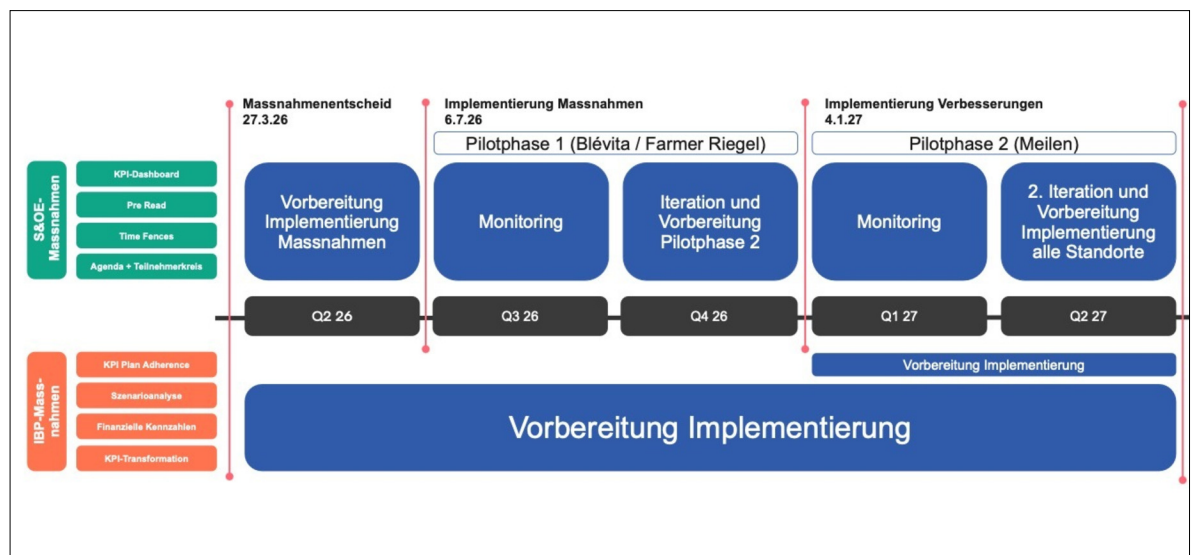 Massnahmenentscheid
27.3.26
Implementierung Massnahmen
6.7.26
Implementierung Verbesserungen
4.1.27
Pilotphase 1 (Blévita / Farmer Riegel)
Pilotphase 2 (Meilen)
S&OE-
Massnahmen
KPI-Dashboard
Pre Read
Time Fences
Agenda + Teilnehmerkreis
Vorbereitung
Implementierung
Massnahmen
Monitoring
Iteration und
Vorbereitung
Pilotphase 2
Monitoring
2. Iteration und
Vorbereitung
Implementierung
alle Standorte
Q2 26
Q3 26
Q4 26
Q1 27
Q2 27
IBP-Mass-
nahmen
KPI Plan Adherence
Szenarioanalyse
Finanzielle Kennzahlen
KPI-Transformation
Vorbereitung Implementierung
Vorbereitung Implementierung